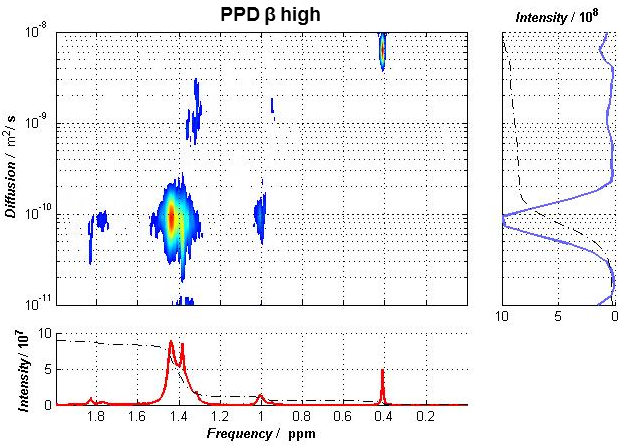 PPD β high
Intensity / 10^8
10^-8
10^-9
10^-10
10^-11
Diffusion / m²/ s
10 5 0
Intensity / 10^7
10
5
0
1.8 1.6 1.4 1.2 1 0.8 0.6 0.4 0.2
Frequency / ppm